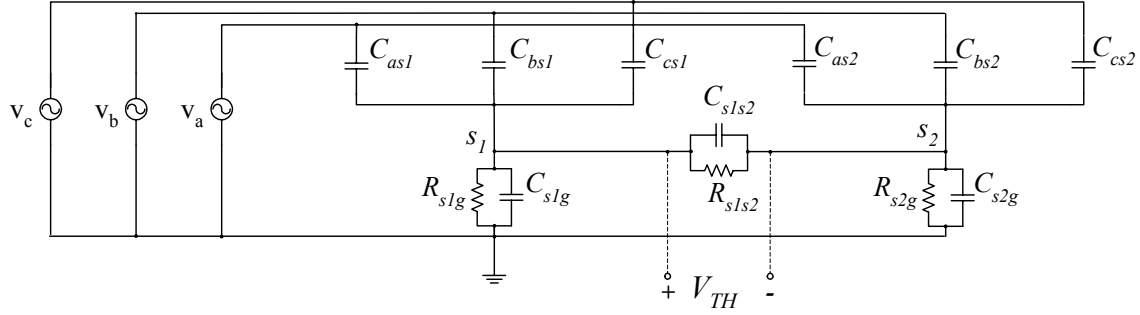 C_as1 C_bs1 C_cs1 C_as2 C_bs2 C_cs2
v_c v_b v_a
C_s1s2
s_1 s_2
R_s1g C_s1g R_s1s2 R_s2g C_s2g
+ V_TH -